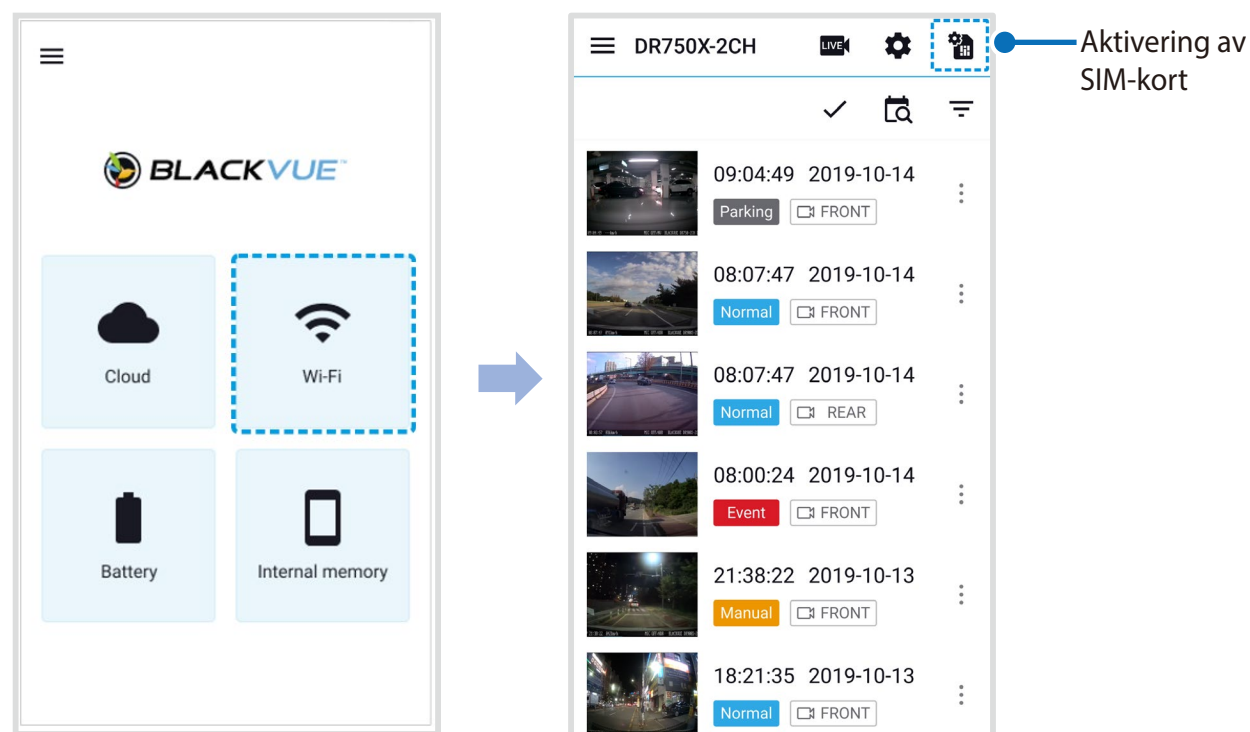 BLACKVUE™
Cloud
Wi-Fi
Battery
Internal memory
DR750X-2CH
LIVE
Aktivering av
SIM-kort
09:04:49 2019-10-14
Parking FRONT
08:07:47 2019-10-14
Normal FRONT
08:07:47 2019-10-14
Normal REAR
08:00:24 2019-10-14
Event FRONT
21:38:22 2019-10-13
Manual FRONT
18:21:35 2019-10-13
Normal FRONT